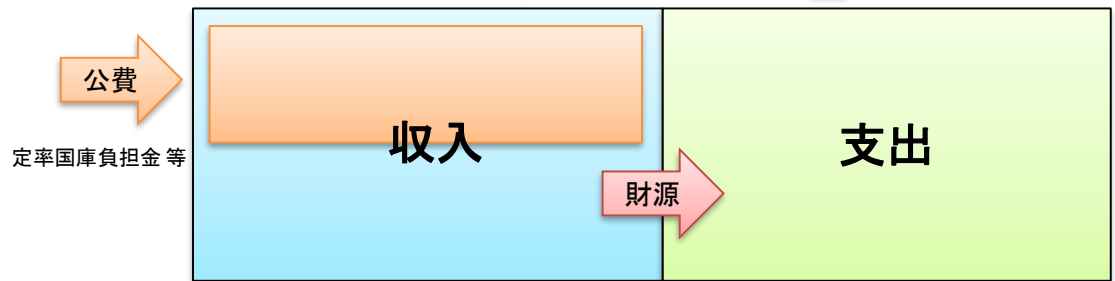 公費
定率国庫負担金 等
収入
財源
支出